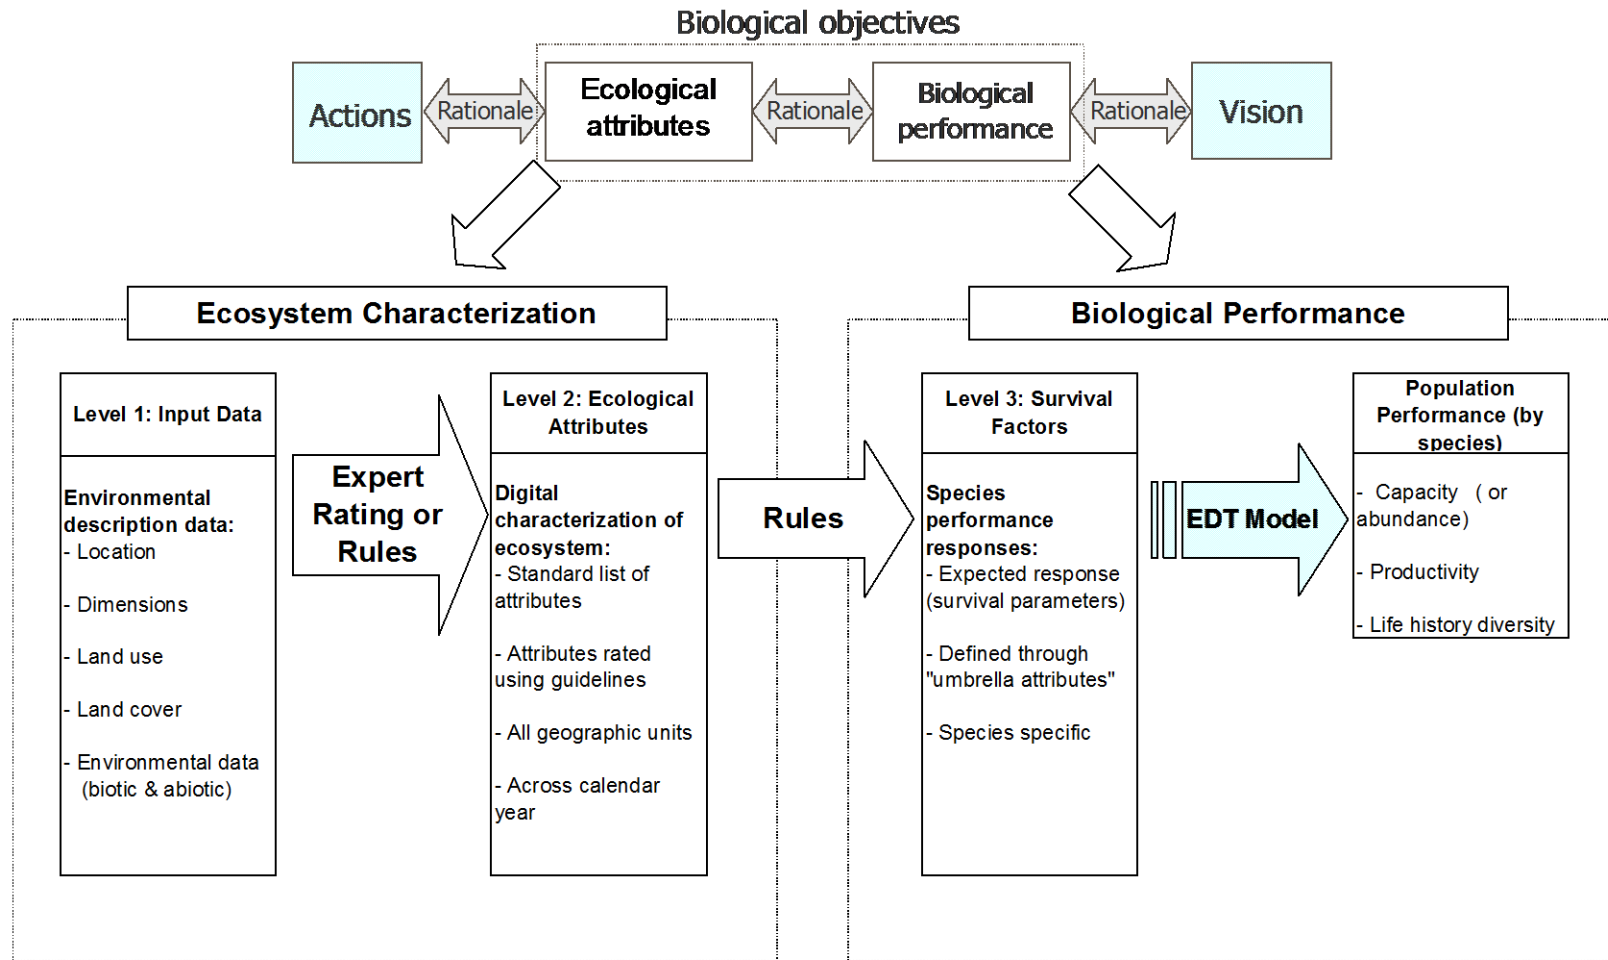 Biological objectives
Actions
Rationale
Ecological
attributes
Rationale
Biological
performance
Rationale
Vision
Ecosystem Characterization
Biological Performance
Level 1: Input Data
Environmental
description data:
- Location
- Dimensions
- Land use
- Land cover
- Environmental data
(biotic & abiotic)
Expert
Rating or
Rules
Level 2: Ecological
Attributes
Digital
characterization of
ecosystem:
- Standard list of
attributes
- Attributes rated
using guidelines
- All geographic units
- Across calendar
year
Rules
Level 3: Survival
Factors
Species
performance
responses:
- Expected response
(survival parameters)
- Defined through
"umbrella attributes"
- Species specific
EDT Model
Population
Performance (by
species)
- Capacity ( or
abundance)
- Productivity
- Life history diversity